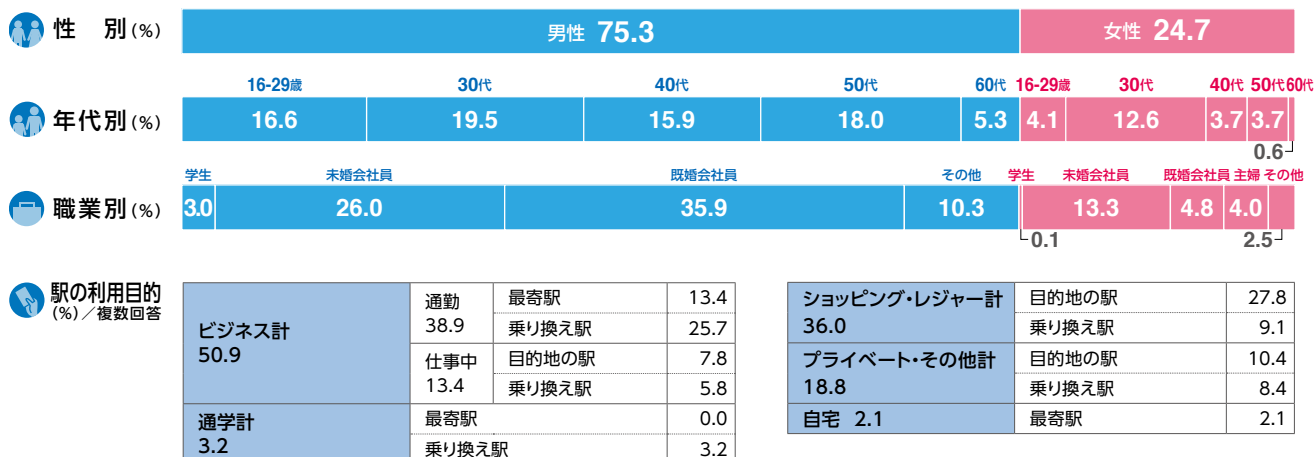 性 別(%)
男性 75.3 女性 24.7
16-29歳 30代 40代 50代 60代 16-29歳 30代 40代 50代 60代
年代別(%)
16.6 19.5 15.9 18.0 5.3 4.1 12.6 3.7 3.7
0.6
学生 未婚会社員 既婚会社員 その他 学生 未婚会社員 既婚会社員 主婦 その他
職業別(%)
3.0 26.0 35.9 10.3 13.3 4.8 4.0
0.1 2.5
駅の利用目的
(%)/複数回答
ビジネス計
50.9
通勤
38.9
最寄駅 13.4
乗り換え駅 25.7
仕事中
13.4
目的地の駅 7.8
乗り換え駅 5.8
通学計
3.2
最寄駅 0.0
乗り換え駅 3.2
ショッピング・レジャー計
36.0
目的地の駅 27.8
乗り換え駅 9.1
プライベート・その他計
18.8
目的地の駅 10.4
乗り換え駅 8.4
自宅 2.1
最寄駅 2.1